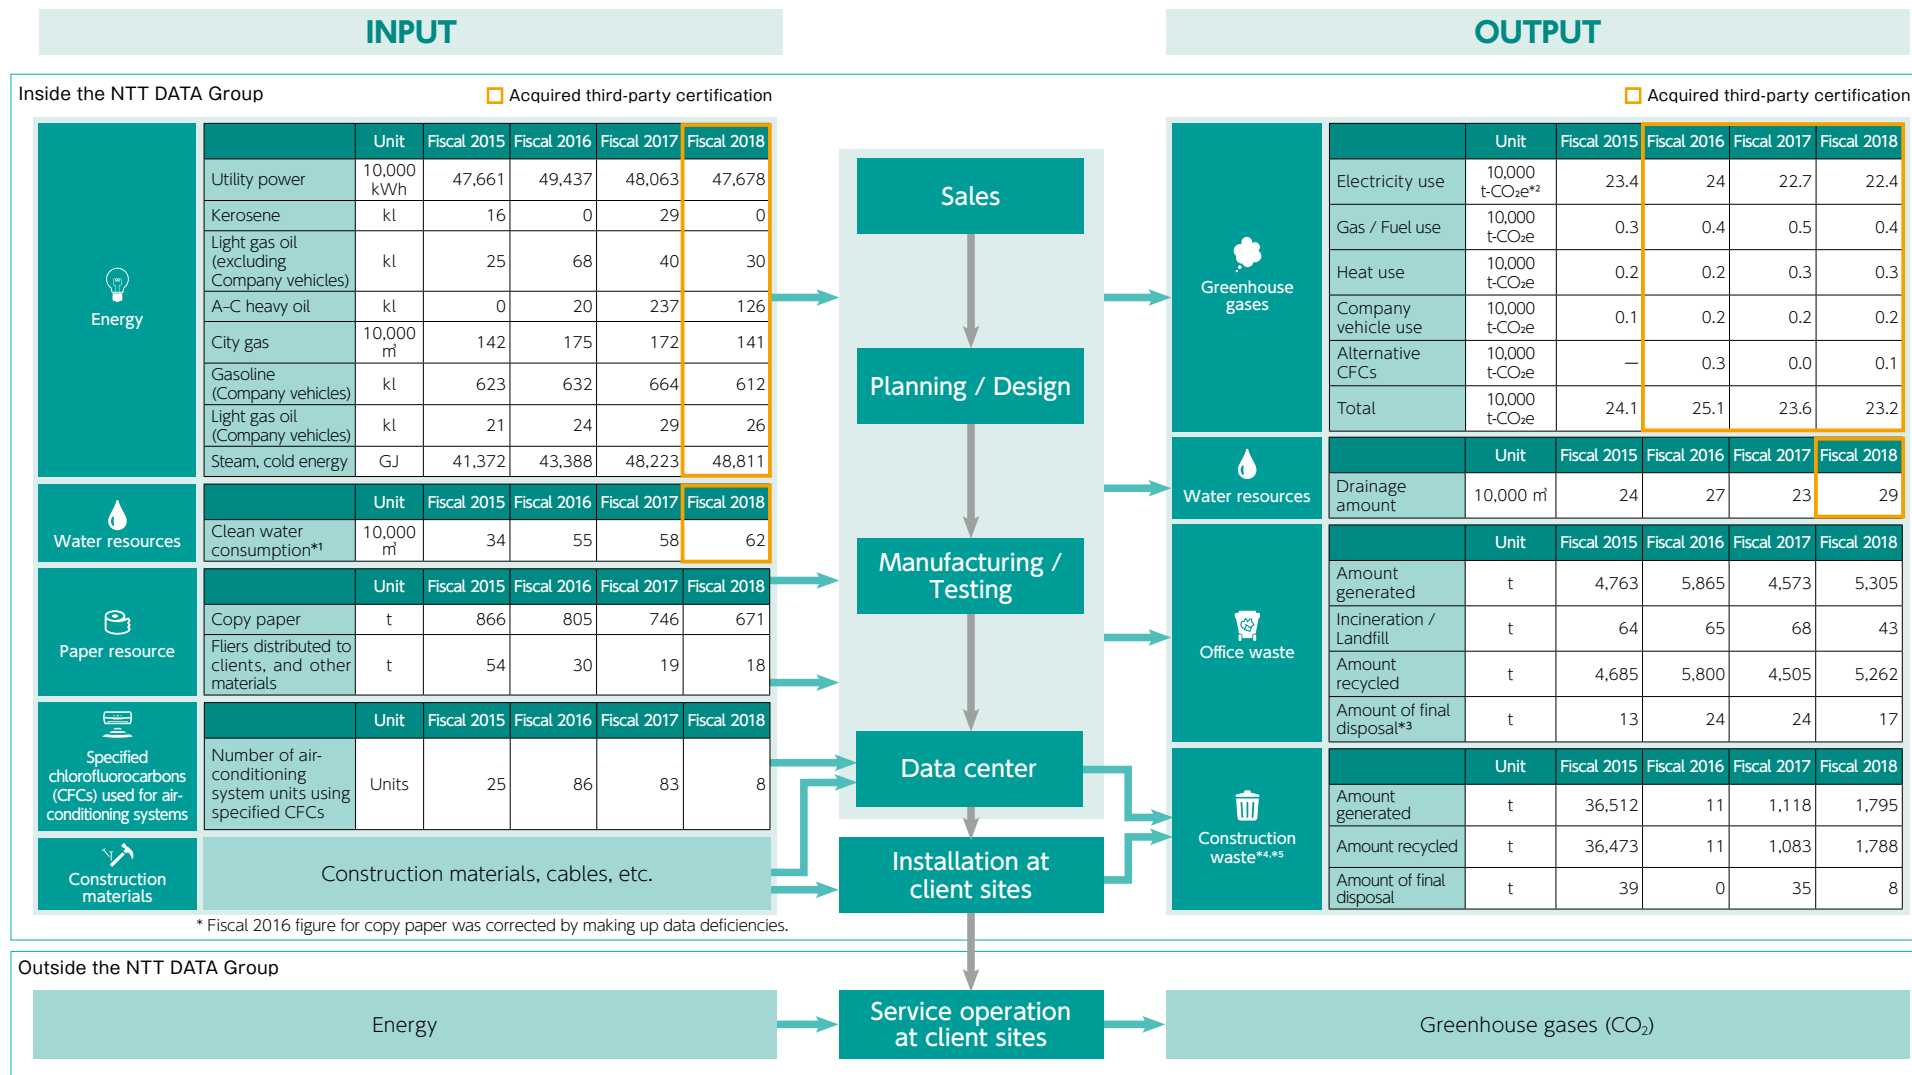 INPUT
OUTPUT
Inside the NTT DATA Group
Acquired third-party certification
Acquired third-party certification
Energy
Unit Fiscal 2015 Fiscal 2016 Fiscal 2017 Fiscal 2018
Utility power 10,000 kWh 47,661 49,437 48,063 47,678
Kerosene kl 16 0 29 0
Light gas oil (excluding Company vehicles) kl 25 68 40 30
A–C heavy oil kl 0 20 237 126
City gas 10,000 ㎥ 142 175 172 141
Gasoline (Company vehicles) kl 623 632 664 612
Light gas oil (Company vehicles) kl 21 24 29 26
Steam, cold energy GJ 41,372 43,388 48,223 48,811
Water resources
Unit Fiscal 2015 Fiscal 2016 Fiscal 2017 Fiscal 2018
Clean water consumption*1 10,000 ㎥ 34 55 58 62
Paper resource
Unit Fiscal 2015 Fiscal 2016 Fiscal 2017 Fiscal 2018
Copy paper t 866 805 746 671
Fliers distributed to clients, and other materials t 54 30 19 18
Specified chlorofluorocarbons (CFCs) used for air-conditioning systems
Unit Fiscal 2015 Fiscal 2016 Fiscal 2017 Fiscal 2018
Number of air-conditioning system units using specified CFCs Units 25 86 83 8
Construction materials
Construction materials, cables, etc.
* Fiscal 2016 figure for copy paper was corrected by making up data deficiencies.
Sales
Planning / Design
Manufacturing / Testing
Data center
Installation at client sites
Greenhouse gases
Unit Fiscal 2015 Fiscal 2016 Fiscal 2017 Fiscal 2018
Electricity use 10,000 t-CO₂e*2 23.4 24 22.7 22.4
Gas / Fuel use 10,000 t-CO₂e 0.3 0.4 0.5 0.4
Heat use 10,000 t-CO₂e 0.2 0.2 0.3 0.3
Company vehicle use 10,000 t-CO₂e 0.1 0.2 0.2 0.2
Alternative CFCs 10,000 t-CO₂e — 0.3 0.0 0.1
Total 10,000 t-CO₂e 24.1 25.1 23.6 23.2
Water resources
Unit Fiscal 2015 Fiscal 2016 Fiscal 2017 Fiscal 2018
Drainage amount 10,000 ㎥ 24 27 23 29
Office waste
Unit Fiscal 2015 Fiscal 2016 Fiscal 2017 Fiscal 2018
Amount generated t 4,763 5,865 4,573 5,305
Incineration / Landfill t 64 65 68 43
Amount recycled t 4,685 5,800 4,505 5,262
Amount of final disposal*3 t 13 24 24 17
Construction waste*4,*5
Unit Fiscal 2015 Fiscal 2016 Fiscal 2017 Fiscal 2018
Amount generated t 36,512 11 1,118 1,795
Amount recycled t 36,473 11 1,083 1,788
Amount of final disposal t 39 0 35 8
Outside the NTT DATA Group
Energy
Service operation at client sites
Greenhouse gases (CO₂)